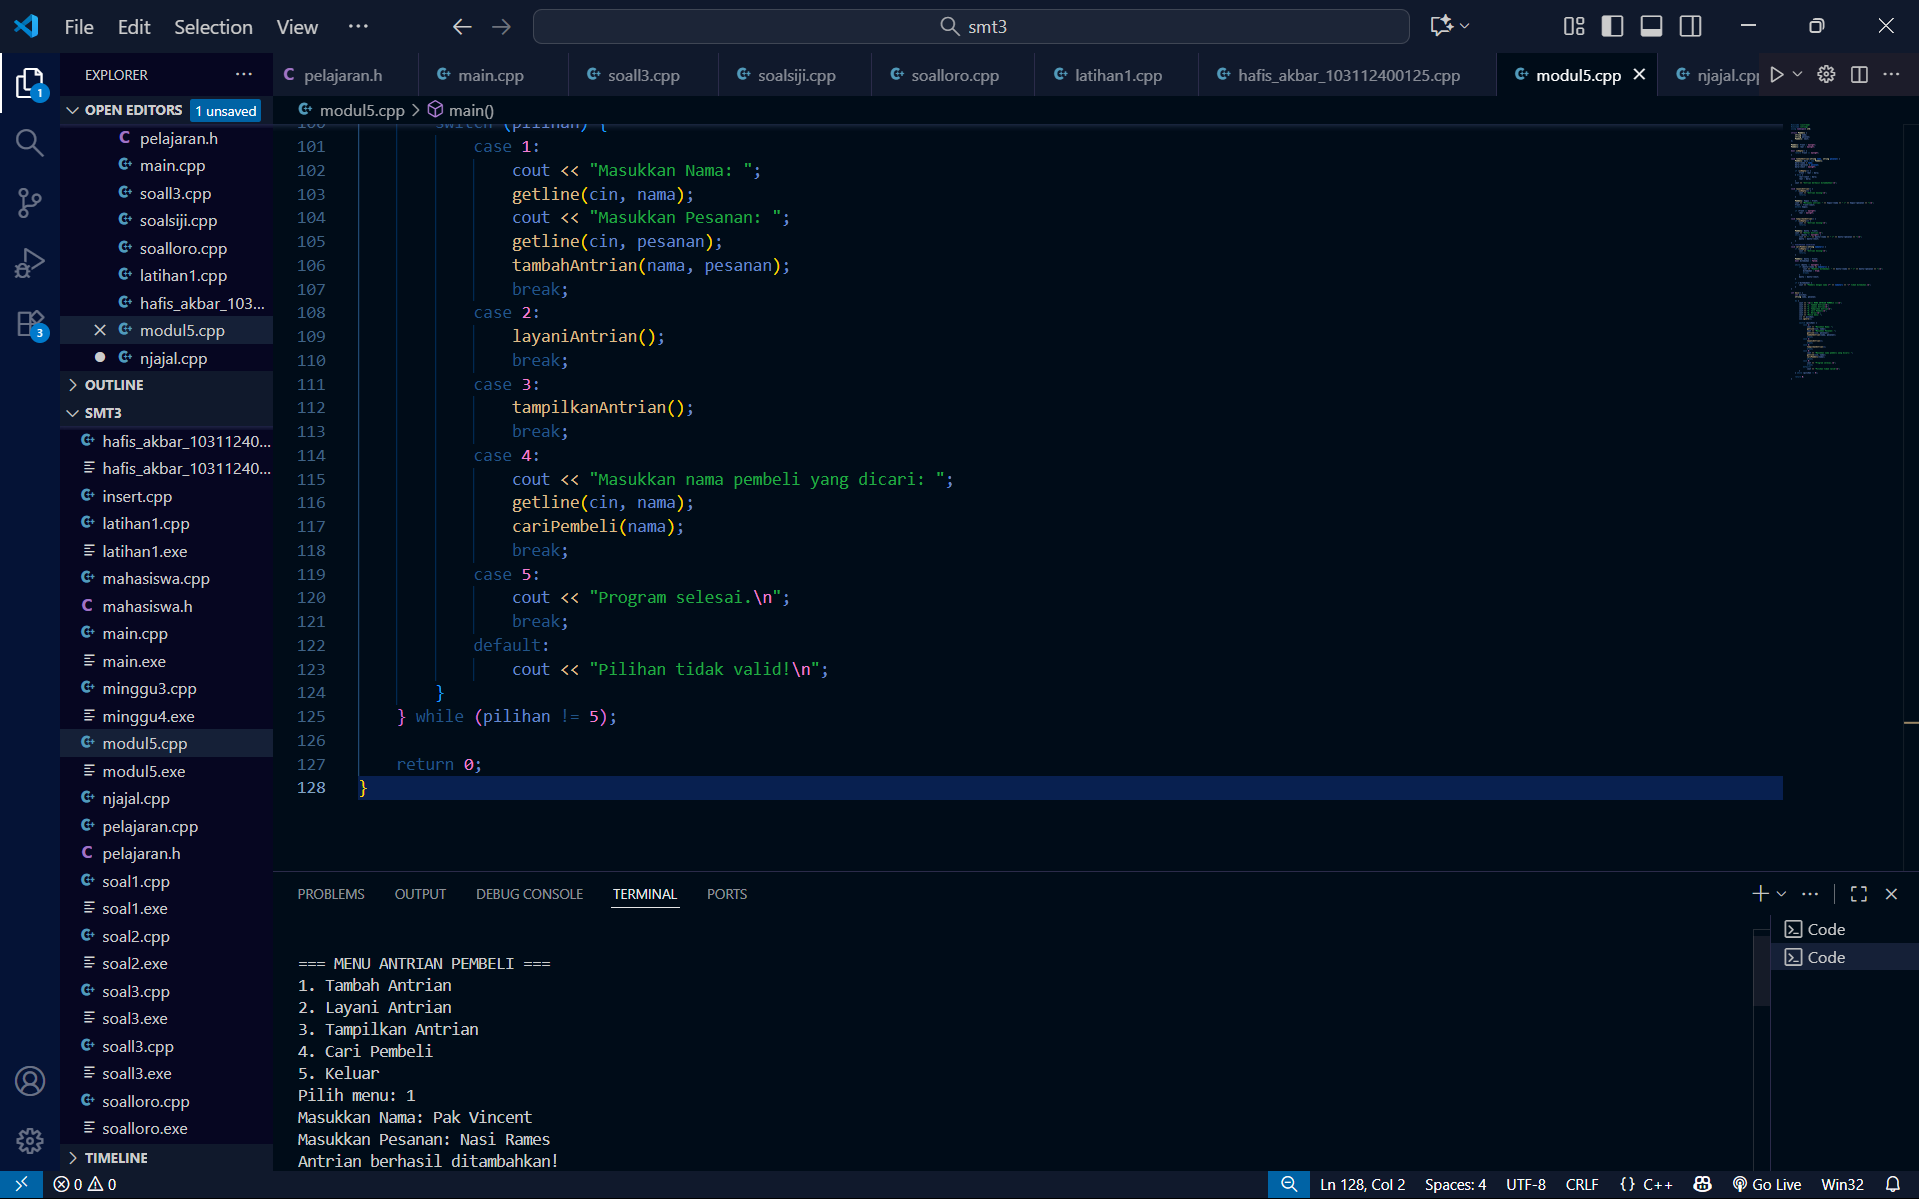 File Edit Selection View ··· smt3
EXPLORER ···
OPEN EDITORS 1 unsaved
pelajaran.h
main.cpp
soall3.cpp
soalsiji.cpp
soalloro.cpp
latihan1.cpp
hafis_akbar_103...
modul5.cpp
njajal.cpp
OUTLINE
SMT3
hafis_akbar_10311240...
hafis_akbar_10311240...
insert.cpp
latihan1.cpp
latihan1.exe
mahasiswa.cpp
mahasiswa.h
main.cpp
main.exe
minggu3.cpp
minggu4.exe
modul5.cpp
modul5.exe
njajal.cpp
pelajaran.cpp
pelajaran.h
soal1.cpp
soal1.exe
soal2.cpp
soal2.exe
soal3.cpp
soal3.exe
soall3.cpp
soall3.exe
soalloro.cpp
soalloro.exe
TIMELINE
pelajaran.h main.cpp soall3.cpp soalsiji.cpp soalloro.cpp latihan1.cpp hafis_akbar_103112400125.cpp modul5.cpp njajal.cpp
modul5.cpp > main()
100 switch (pilihan) {
101 case 1:
102 cout << "Masukkan Nama: ";
103 getline(cin, nama);
104 cout << "Masukkan Pesanan: ";
105 getline(cin, pesanan);
106 tambahAntrian(nama, pesanan);
107 break;
108 case 2:
109 layaniAntrian();
110 break;
111 case 3:
112 tampilkanAntrian();
113 break;
114 case 4:
115 cout << "Masukkan nama pembeli yang dicari: ";
116 getline(cin, nama);
117 cariPembeli(nama);
118 break;
119 case 5:
120 cout << "Program selesai.\n";
121 break;
122 default:
123 cout << "Pilihan tidak valid!\n";
124 }
125 } while (pilihan != 5);
126
127 return 0;
128 }
PROBLEMS OUTPUT DEBUG CONSOLE TERMINAL PORTS
=== MENU ANTRIAN PEMBELI ===
1. Tambah Antrian
2. Layani Antrian
3. Tampilkan Antrian
4. Cari Pembeli
5. Keluar
Pilih menu: 1
Masukkan Nama: Pak Vincent
Masukkan Pesanan: Nasi Rames
Antrian berhasil ditambahkan!
Code
Code
1
3
0 0 Ln 128, Col 2 Spaces: 4 UTF-8 CRLF {} C++ Go Live Win32